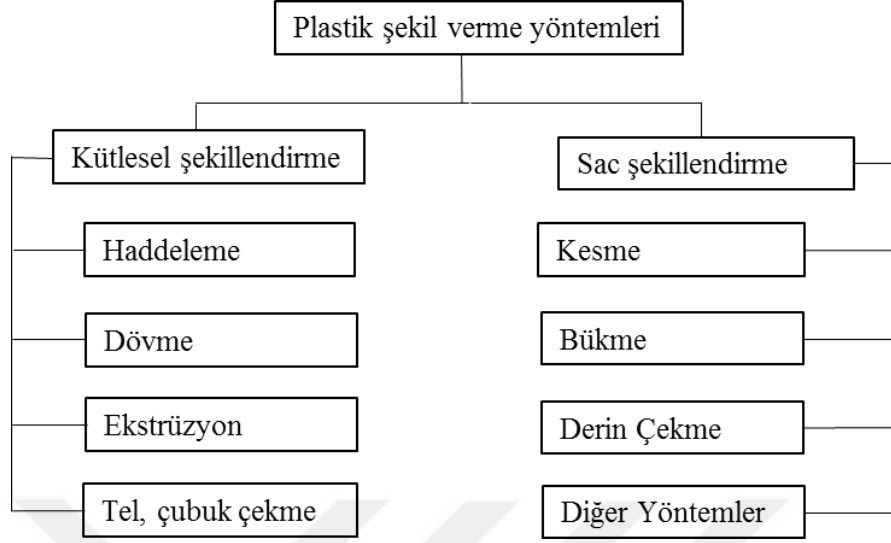 Plastik şekil verme yöntemleri
Kütlesel şekillendirme
Haddeleme
Dövme
Ekstrüzyon
Tel, çubuk çekme
Sac şekillendirme
Kesme
Bükme
Derin Çekme
Diğer Yöntemler